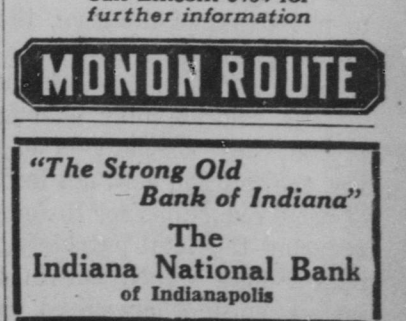 further information
MONON ROUTE
"The Strong Old
Bank of Indiana"
The
Indiana National Bank
of Indianapolis